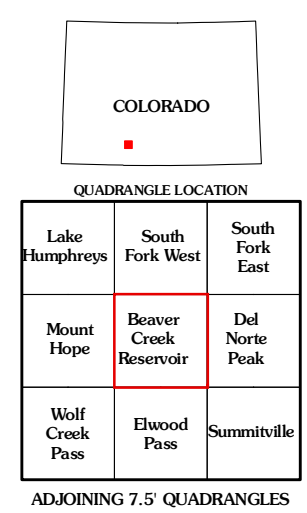 COLORADO
QUADRANGLE LOCATION
Lake
Humphreys
South
Fork West
South
Fork
East
Mount
Hope
Beaver
Creek
Reservoir
Del
Norte
Peak
Wolf
Creek
Pass
Elwood
Pass
Summitville
ADJOINING 7.5' QUADRANGLES